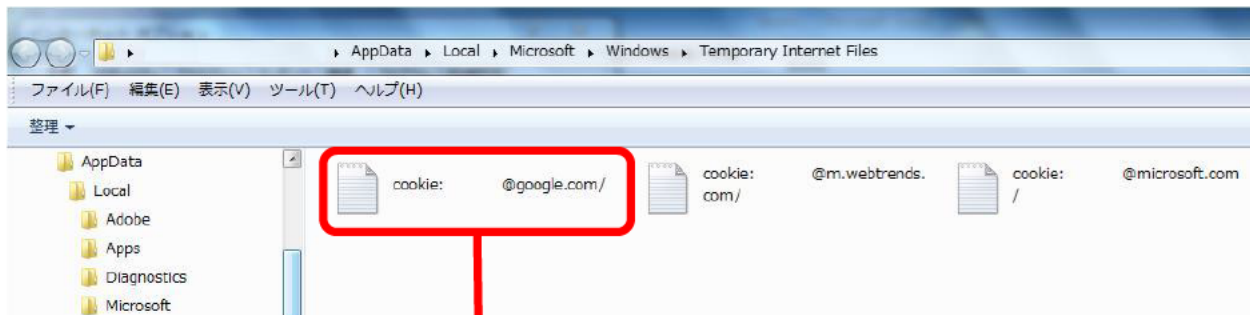 ▸ ▸ AppData ▸ Local ▸ Microsoft ▸ Windows ▸ Temporary Internet Files
ファイル(F) 編集(E) 表示(V) ツール(T) ヘルプ(H)
整理 ▾
AppData
Local
Adobe
Apps
Diagnostics
Microsoft
cookie: @google.com/
cookie: @m.webtrends.
com/
cookie: @microsoft.com
/